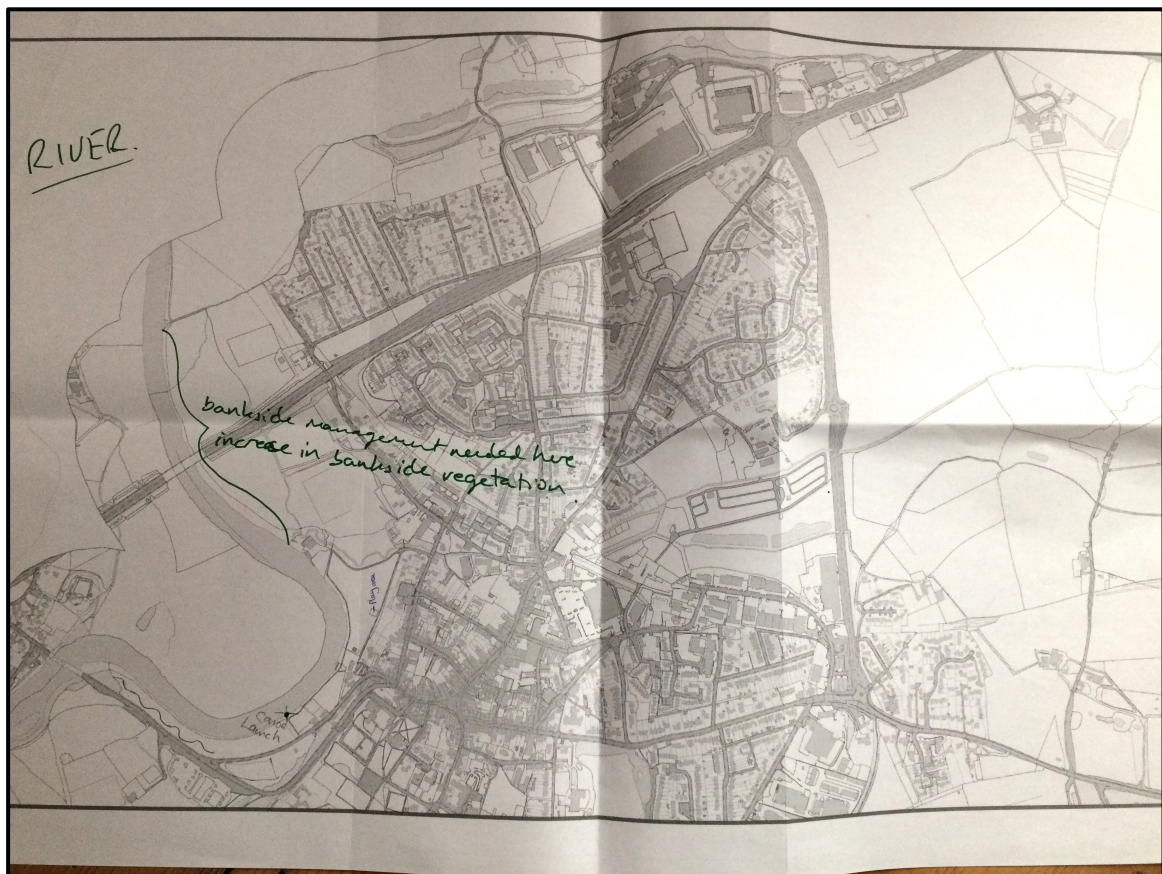 RIVER.
bankside management needed here
increase in bankside vegetation.
Canoe
Launch